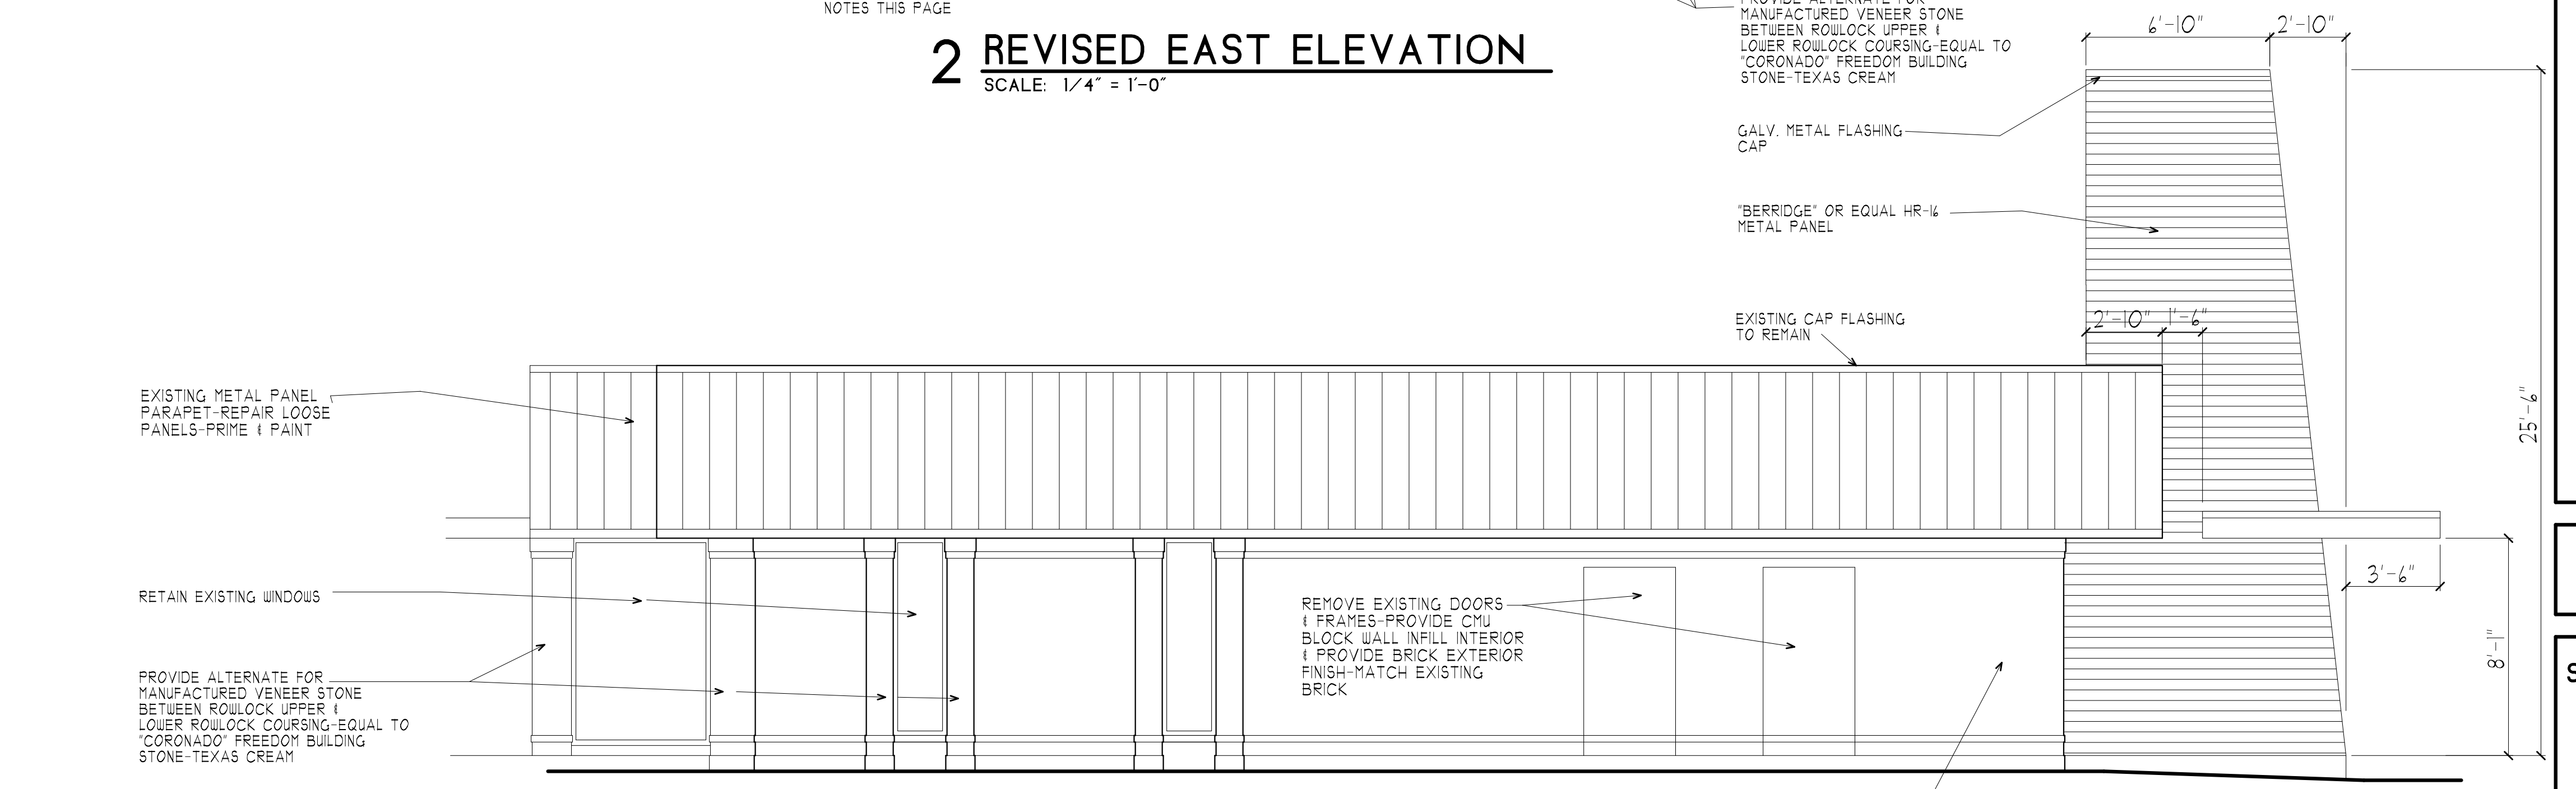 NOTES THIS PAGE
2 REVISED EAST ELEVATION
SCALE: 1/4" = 1'-0"
PROVIDE ALTERNATE FOR
MANUFACTURED VENEER STONE
BETWEEN ROWLOCK UPPER &
LOWER ROWLOCK COURSING-EQUAL TO
"CORONADO" FREEDOM BUILDING
STONE-TEXAS CREAM
6'-10"
2'-10"
GALV. METAL FLASHING
CAP
"BERRIDGE" OR EQUAL HR-16
METAL PANEL
EXISTING CAP FLASHING
TO REMAIN
2'-10"
1'-6"
25'-6"
EXISTING METAL PANEL
PARAPET-REPAIR LOOSE
PANELS-PRIME & PAINT
RETAIN EXISTING WINDOWS
PROVIDE ALTERNATE FOR
MANUFACTURED VENEER STONE
BETWEEN ROWLOCK UPPER &
LOWER ROWLOCK COURSING-EQUAL TO
"CORONADO" FREEDOM BUILDING
STONE-TEXAS CREAM
REMOVE EXISTING DOORS
& FRAMES-PROVIDE CMU
BLOCK WALL INFILL INTERIOR
& PROVIDE BRICK EXTERIOR
FINISH-MATCH EXISTING
BRICK
3'-6"
8'-1"